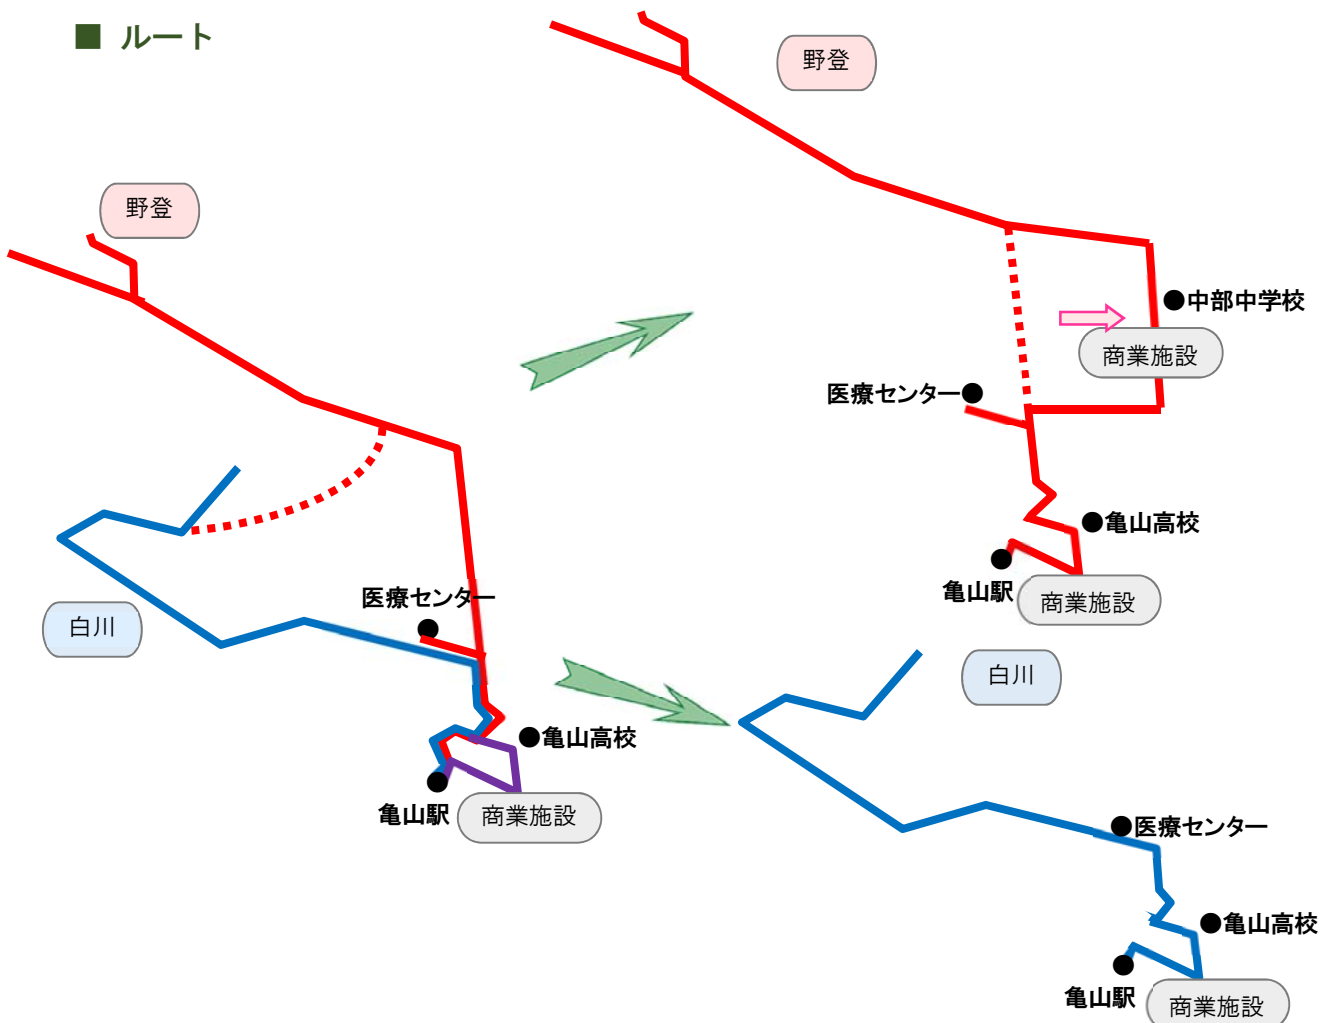 ■ ルート
野登
野登
●中部中学校
商業施設
医療センター●
●亀山高校
亀山駅
商業施設
医療センター
白川
白川
●亀山高校
亀山駅
商業施設
●医療センター
●亀山高校
亀山駅
商業施設